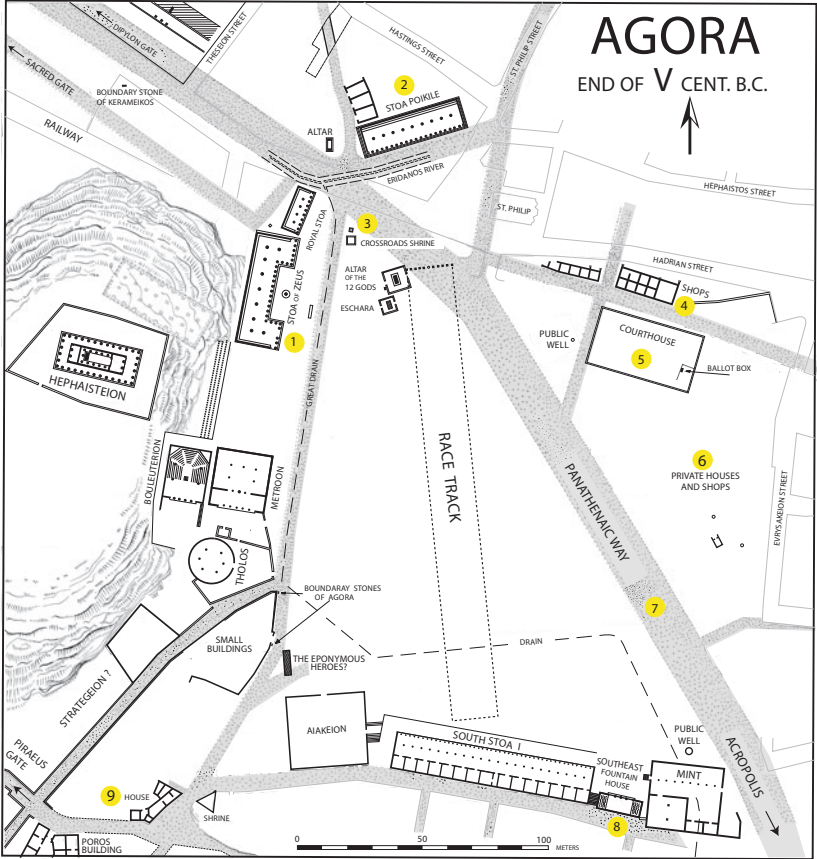 AGORA
END OF V CENT. B.C.
DIPYLON GATE
THESEION STREET
HASTINGS STREET
ST. PHILIP STREET
SACRED GATE
BOUNDARY STONE
OF KERAMEIKOS
2
STOA POIKILE
RAILWAY
ALTAR
ERIDANOS RIVER
HEPHAISTOS STREET
ST. PHILIP
ROYAL STOA
3
CROSSROADS SHRINE
HADRIAN STREET
ALTAR
OF THE
12 GODS
ESCHARA
STOA OF ZEUS
SHOPS
4
1
PUBLIC
WELL
COURTHOUSE
5
BALLOT BOX
HEPHAISTEION
GREAT DRAIN
RACE TRACK
BOULEUTERION
METROON
6
PRIVATE HOUSES
AND SHOPS
EVRYSAKEION STREET
PANATHENAIC WAY
THOLOS
BOUNDARAY STONES
OF AGORA
7
SMALL
BUILDINGS
DRAIN
THE EPONYMOUS
HEROES?
STRATEGEION ?
AIAKEION
SOUTH STOA I
PUBLIC
WELL
ACROPOLIS
SOUTHEAST
FOUNTAIN
HOUSE
MINT
PIRAEUS
GATE
9
HOUSE
SHRINE
8
POROS
BUILDING
0
50
100
METERS